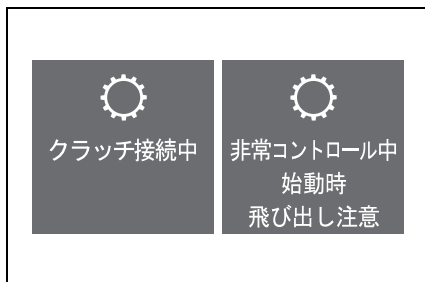 クラッチ接続中
非常コントロール中
始動時
飛び出し注意